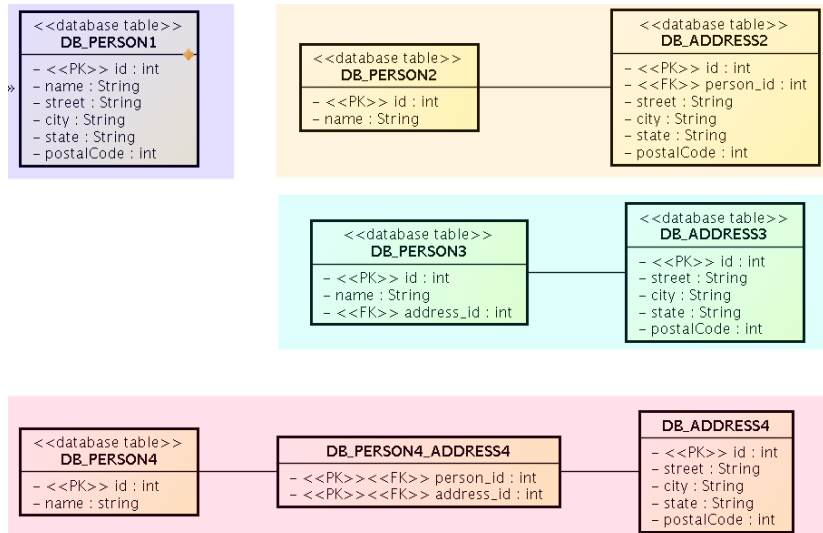 <<database table>>
DB_PERSON1
– <<PK>> id : int
– name : String
– street : String
– city : String
– state : String
– postalCode : int
»
<<database table>>
DB_PERSON2
– <<PK>> id : int
– name : String
<<database table>>
DB_ADDRESS2
– <<PK>> id : int
– <<FK>> person_id : int
– street : String
– city : String
– state : String
– postalCode : int
<<database table>>
DB_PERSON3
– <<PK>> id : int
– name : String
– <<FK>> address_id : int
<<database table>>
DB_ADDRESS3
– <<PK>> id : int
– street : String
– city : String
– state : String
– postalCode : int
<<database table>>
DB_PERSON4
– <<PK>> id : int
– name : string
DB_PERSON4_ADDRESS4
– <<PK>><<FK>> person_id : int
– <<PK>><<FK>> address_id : int
DB_ADDRESS4
– <<PK>> id : int
– street : String
– city : String
– state : String
– postalCode : int